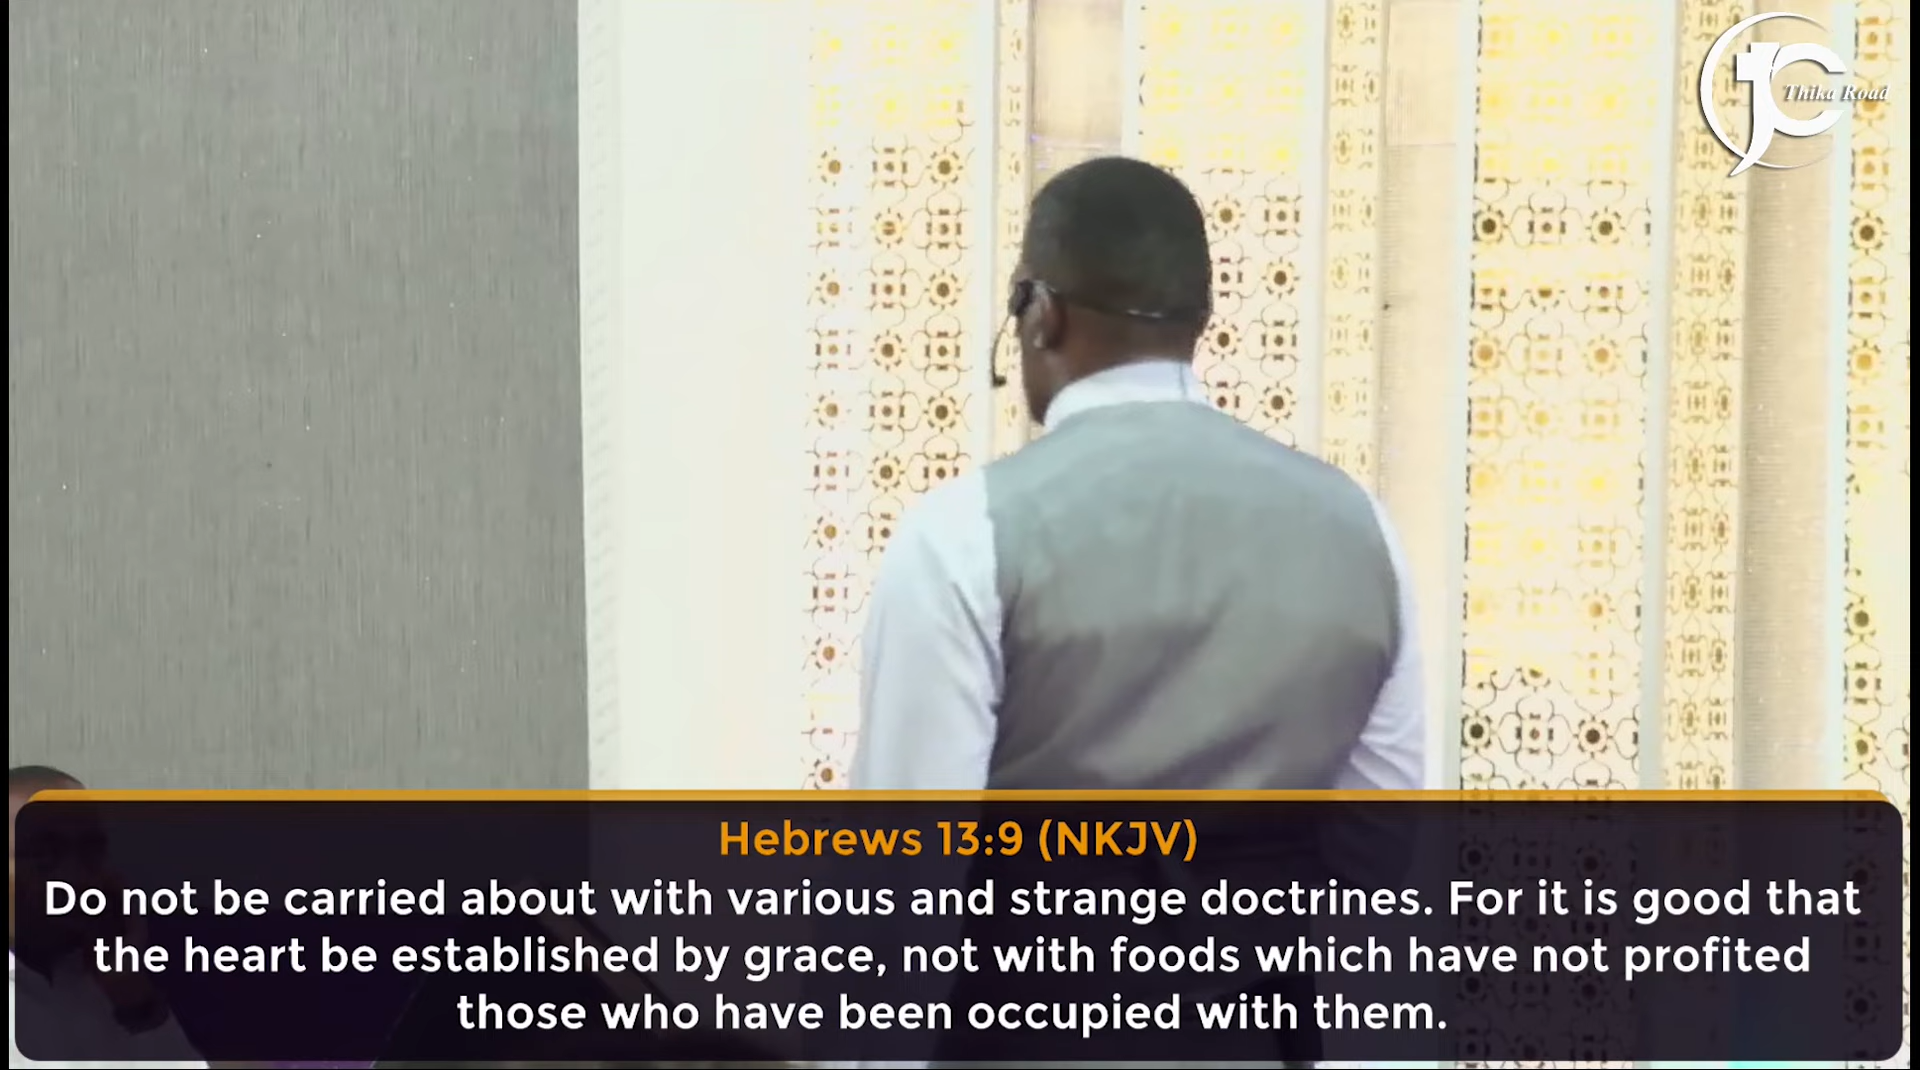 JC
Thika Road
Hebrews 13:9 (NKJV)
Do not be carried about with various and strange doctrines. For it is good that
the heart be established by grace, not with foods which have not profited
those who have been occupied with them.